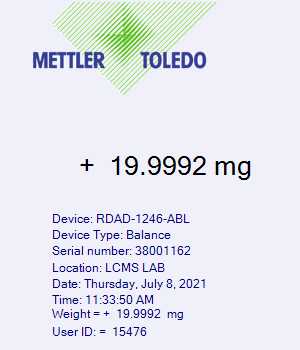 METTLER TOLEDO
+ 19.9992 mg
Device: RDAD-1246-ABL
Device Type: Balance
Serial number: 38001162
Location: LCMS LAB
Date: Thursday, July 8, 2021
Time: 11:33:50 AM
Weight = + 19.9992 mg
User ID: = 15476